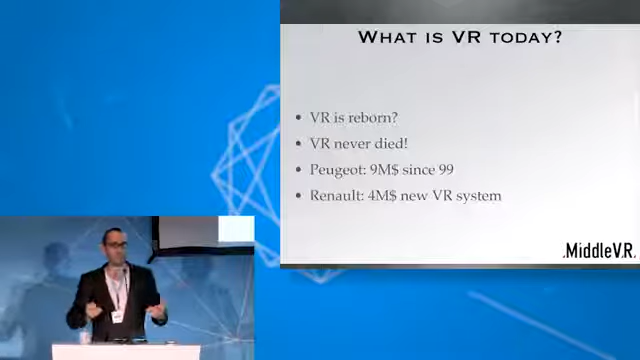 WHAT IS VR TODAY?
• VR is reborn?
• VR never died!
• Peugeot: 9M$ since 99
• Renault: 4M$ new VR system
MiddleVR